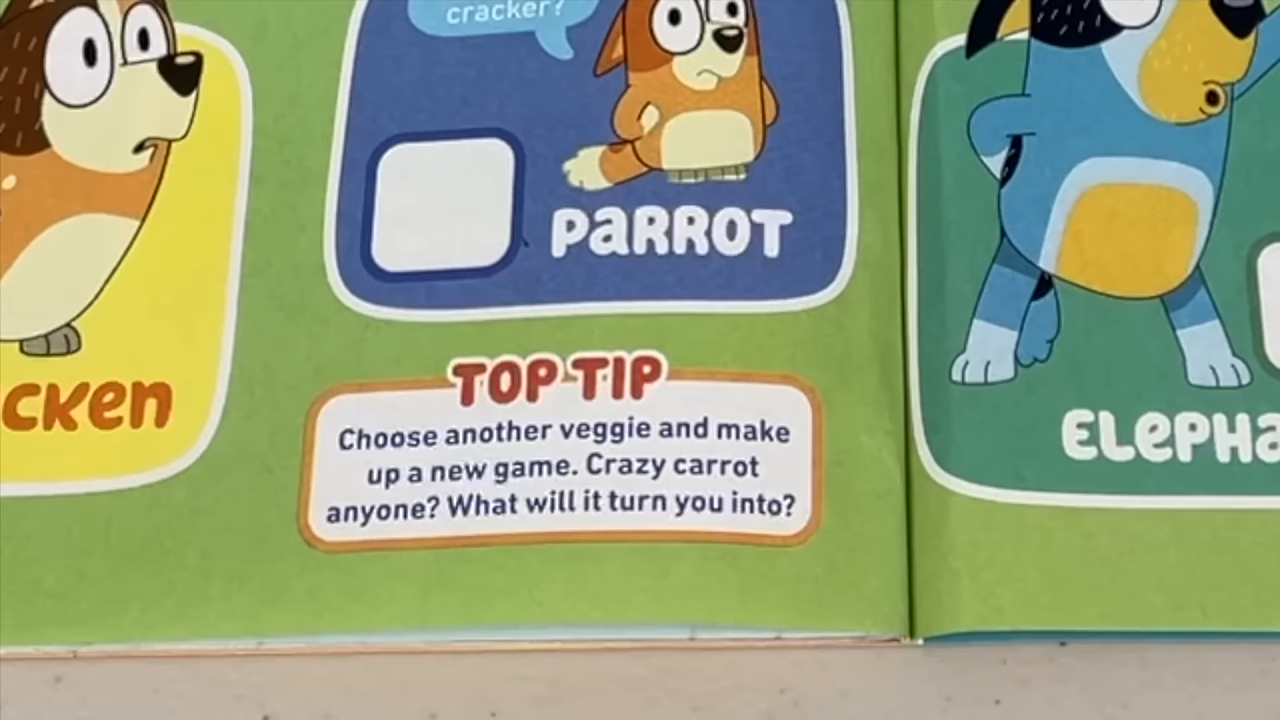 cracker?
PARROT
CKEN
TOP TIP
Choose another veggie and make
up a new game. Crazy carrot
anyone? What will it turn you into?
ELEPHA